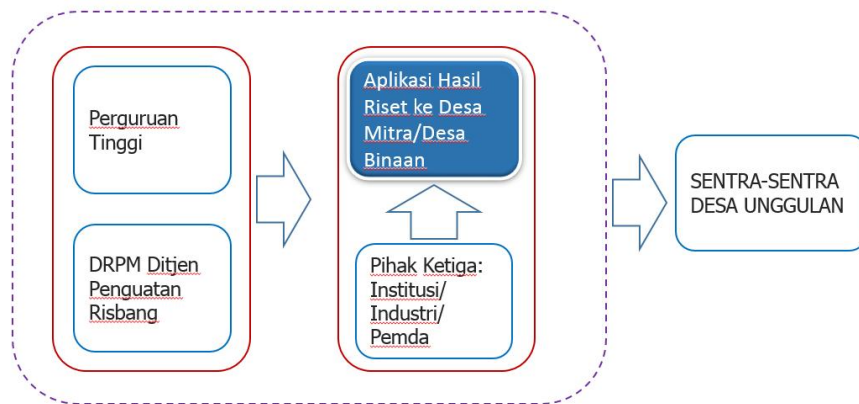 Perguruan
Tinggi
DRPM Ditjen
Penguatan
Risbang
Aplikasi Hasil
Riset ke Desa
Mitra/Desa
Binaan
Pihak Ketiga:
Institusi/
Industri/
Pemda
SENTRA-SENTRA
DESA UNGGULAN